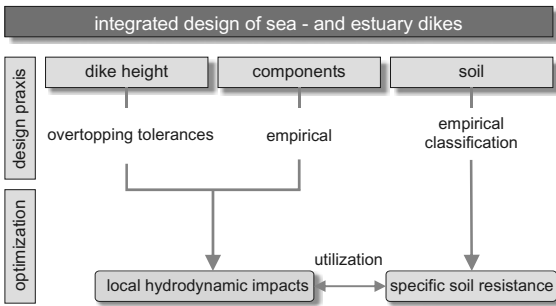 integrated design of sea - and estuary dikes
design praxis
dike height
components
soil
overtopping tolerances
empirical
empirical
classification
optimization
utilization
local hydrodynamic impacts
specific soil resistance